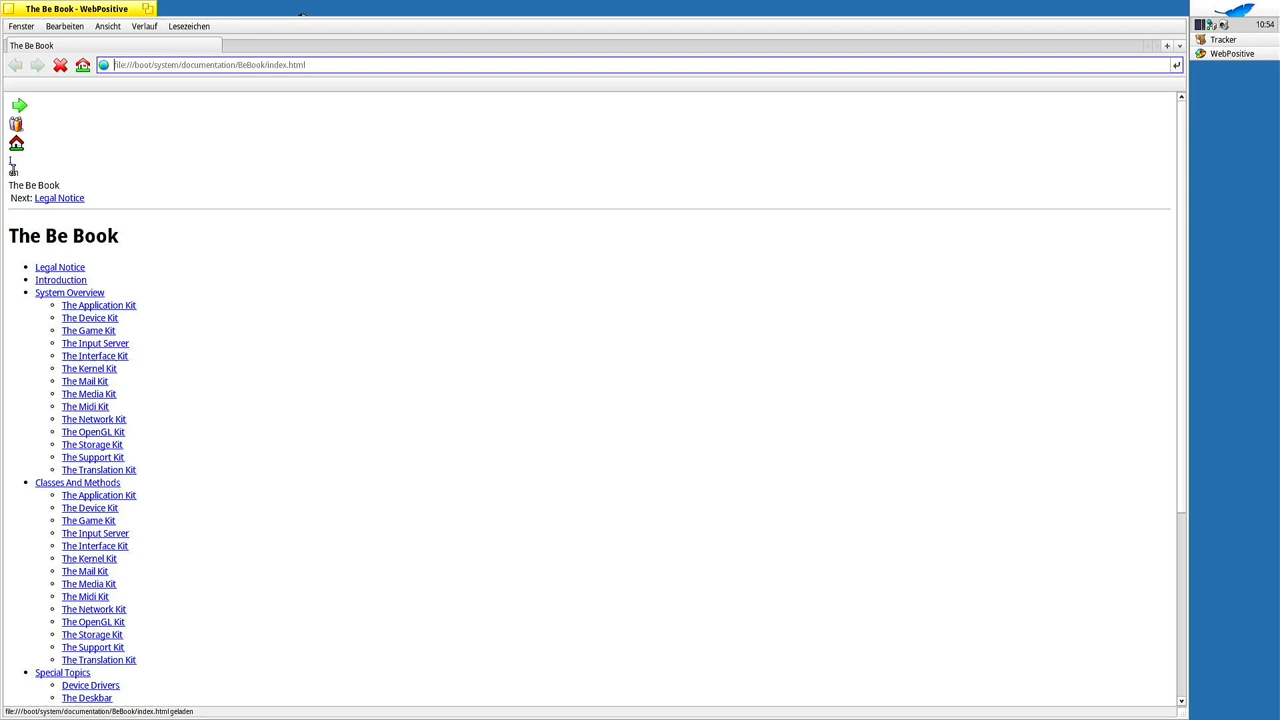 The Be Book - WebPositive
Fenster Bearbeiten Ansicht Verlauf Lesezeichen
The Be Book
file:///boot/system/documentation/BeBook/index.html
10:54
Tracker
WebPositive
I
en
The Be Book
Next: Legal Notice
The Be Book
Legal Notice
Introduction
System Overview
The Application Kit
The Device Kit
The Game Kit
The Input Server
The Interface Kit
The Kernel Kit
The Mail Kit
The Media Kit
The Midi Kit
The Network Kit
The OpenGL Kit
The Storage Kit
The Support Kit
The Translation Kit
Classes And Methods
The Application Kit
The Device Kit
The Game Kit
The Input Server
The Interface Kit
The Kernel Kit
The Mail Kit
The Media Kit
The Midi Kit
The Network Kit
The OpenGL Kit
The Storage Kit
The Support Kit
The Translation Kit
Special Topics
Device Drivers
The Deskbar
file:///boot/system/documentation/BeBook/index.html geladen